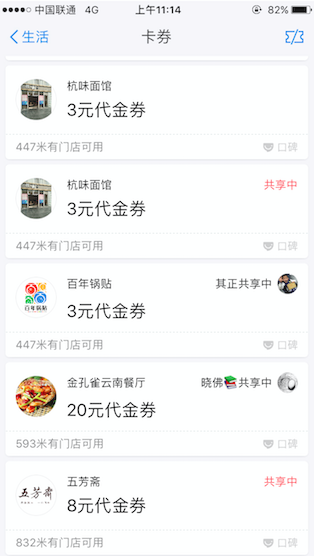 中国联通 4G 上午11:14 82%
生活 卡券
杭味面馆
3元代金券
447米有门店可用 口碑
杭味面馆 共享中
3元代金券
447米有门店可用 口碑
百年锅贴 其正共享中
百年锅贴
3元代金券
447米有门店可用 口碑
金孔雀云南餐厅 晓佛📚共享中
20元代金券
593米有门店可用 口碑
五芳斋 共享中
五芳斋
8元代金券
832米有门店可用 口碑